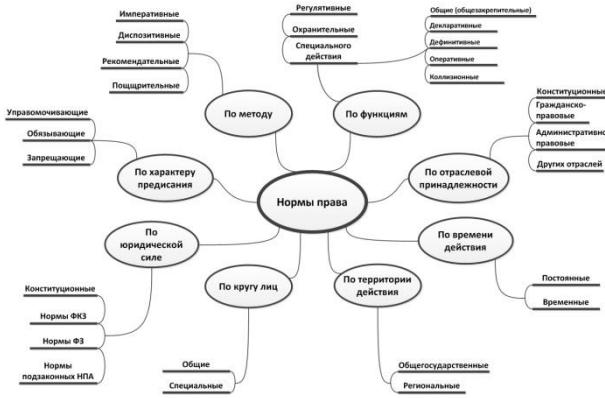 Императивные
Диспозитивные
Рекомендательные
Пощщрительные
По методу
Регулятивные
Охранительные
Специального
действия
Общие (общезакрепительные)
Декларативные
Дефинитивные
Оперативные
Коллизионные
По функциям
Управомочивающие
Обязывающие
Запрещающие
По характеру
предисания
Конституционные
Гражданско-
правовые
Административно
правовые
Других отраслей
По отраслевой
принадлежности
Нормы права
По
юридической
силе
Конституционные
Нормы ФКЗ
Нормы ФЗ
Нормы
подзаконных НПА
По кругу лиц
Общие
Специальные
По территории
действия
Общегосударственные
Региональные
По времени
действия
Постоянные
Временные